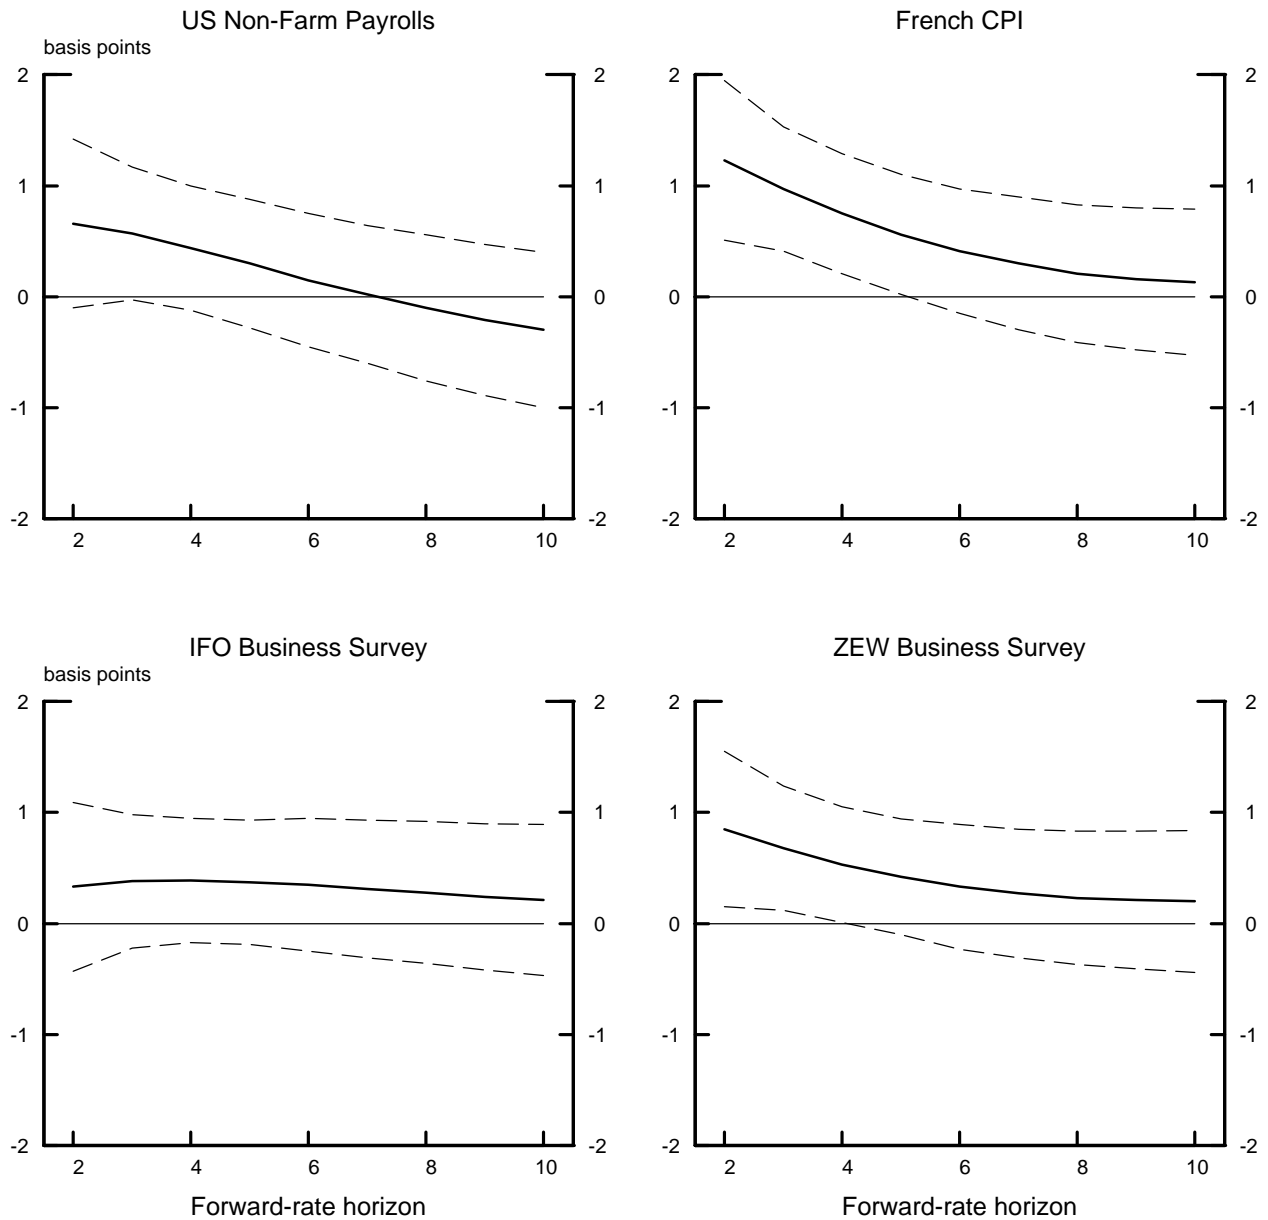 US Non-Farm Payrolls
basis points
2 2
1 1
0 0
-1 -1
-2 -2
2 4 6 8 10
French CPI
2 2
1 1
0 0
-1 -1
-2 -2
2 4 6 8 10
IFO Business Survey
basis points
2 2
1 1
0 0
-1 -1
-2 -2
2 4 6 8 10
Forward-rate horizon
ZEW Business Survey
2 2
1 1
0 0
-1 -1
-2 -2
2 4 6 8 10
Forward-rate horizon